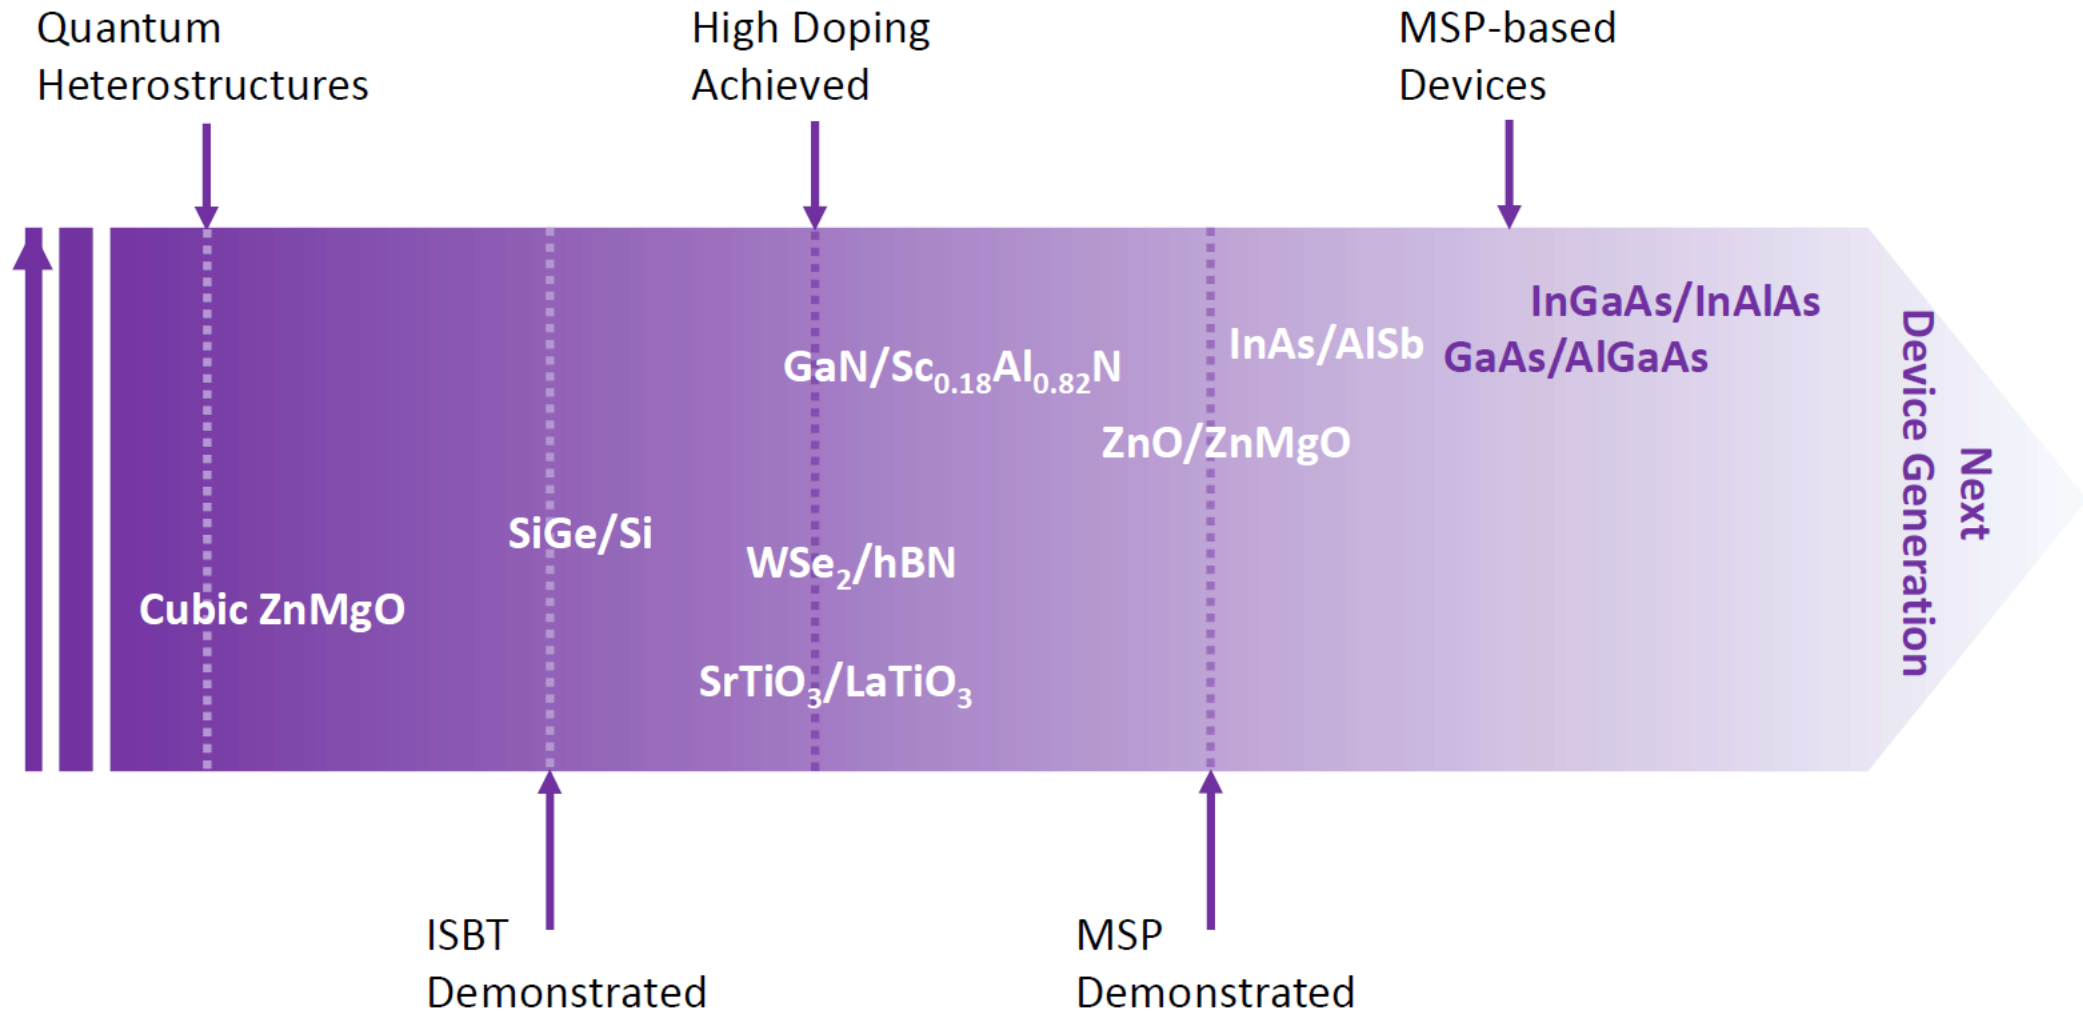 Quantum
Heterostructures
High Doping
Achieved
MSP-based
Devices
InGaAs/InAlAs
InAs/AlSb
GaAs/AlGaAs
GaN/Sc₀.₁₈Al₀.₈₂N
ZnO/ZnMgO
SiGe/Si
WSe₂/hBN
Cubic ZnMgO
SrTiO₃/LaTiO₃
Next
Device Generation
ISBT
Demonstrated
MSP
Demonstrated